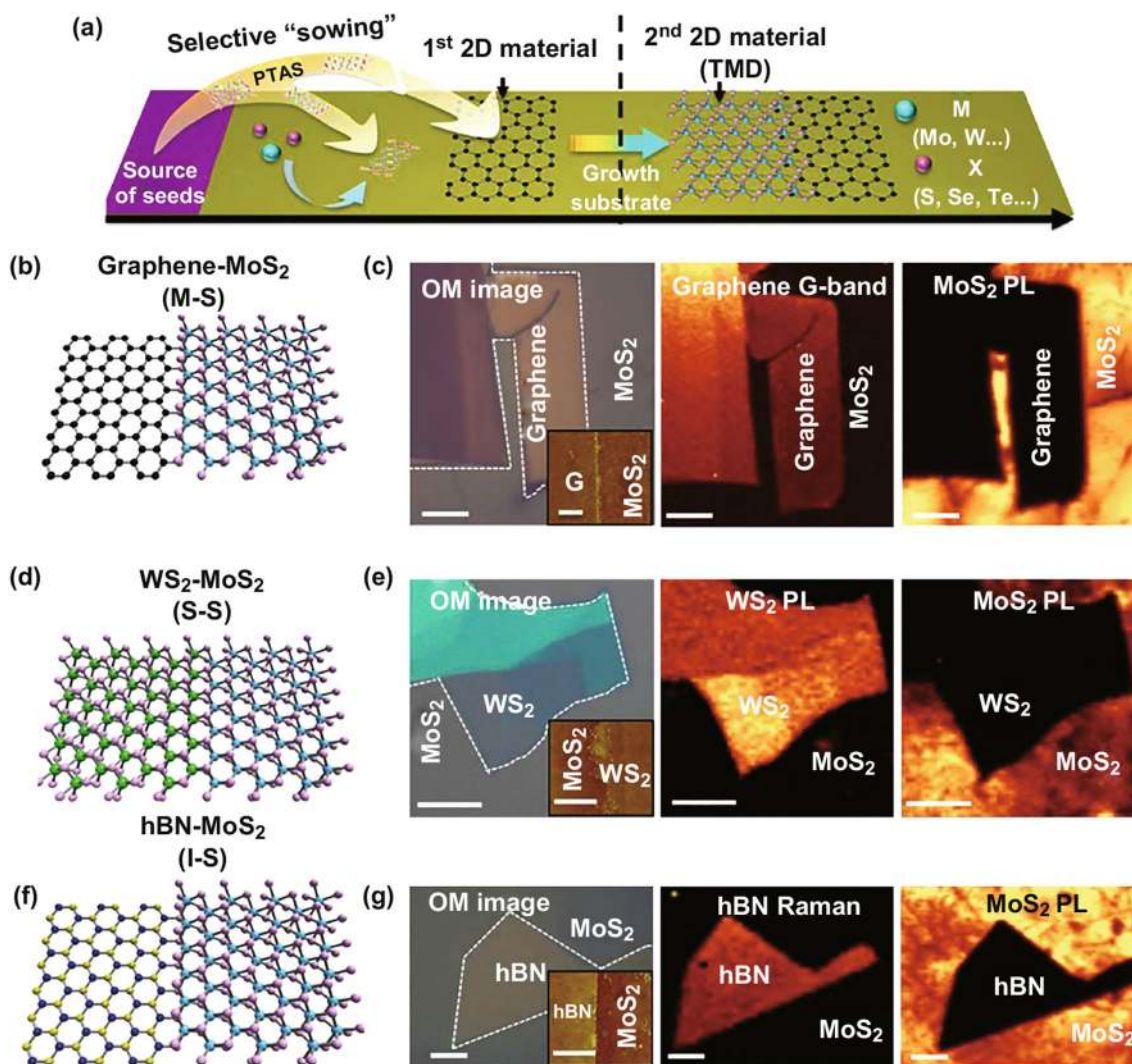 (a)
Selective “sowing”
PTAS
1st 2D material
2nd 2D material
(TMD)
Source
of seeds
Growth
substrate
M
(Mo, W...)
X
(S, Se, Te...)
(b)
Graphene-MoS₂
(M-S)
(c)
OM image
Graphene
MoS₂
G
MoS₂
Graphene G-band
Graphene
MoS₂
MoS₂ PL
Graphene
MoS₂
(d)
WS₂-MoS₂
(S-S)
(e)
OM image
MoS₂
WS₂
MoS₂
WS₂
WS₂ PL
WS₂
MoS₂
MoS₂ PL
WS₂
MoS₂
hBN-MoS₂
(I-S)
(f)
(g)
OM image
MoS₂
hBN
hBN
MoS₂
hBN Raman
hBN
MoS₂
MoS₂ PL
hBN
MoS₂